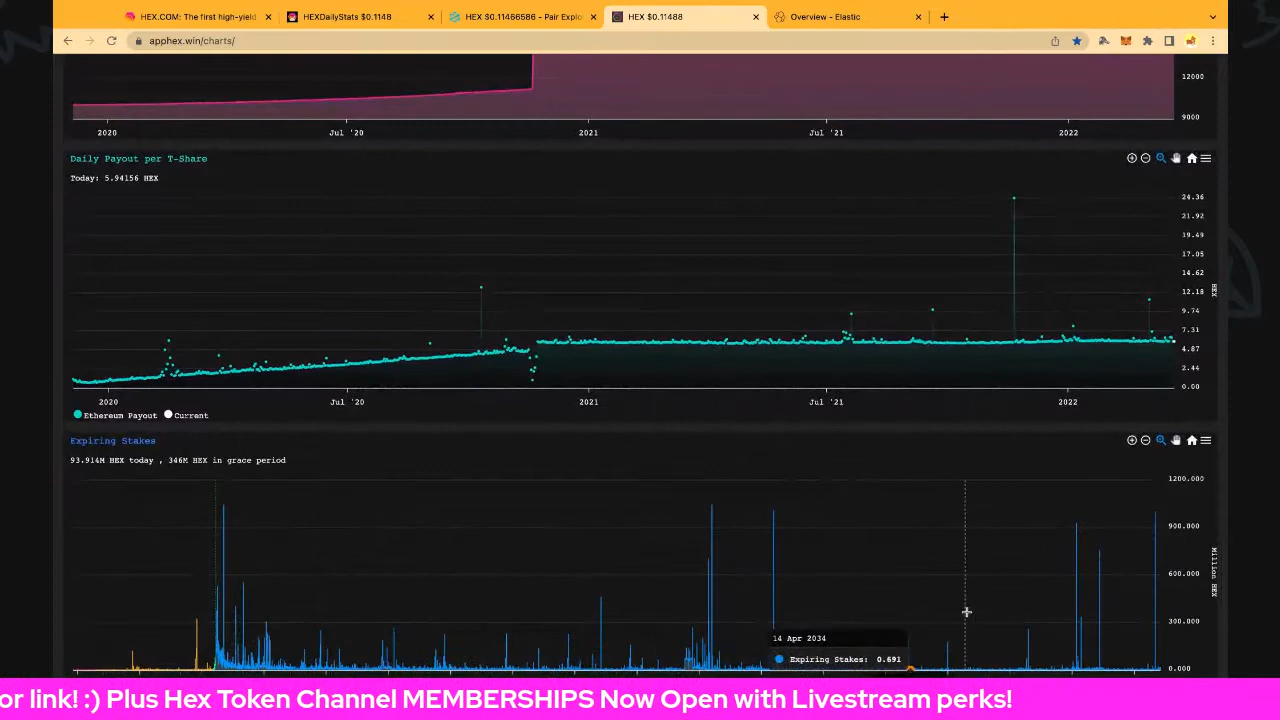 HEX.COM: The first high-yield
HEXDailyStats $0.1148
HEX $0.11466586 - Pair Explo
HEX $0.11488
Overview - Elastic
apphex.win/charts/
12000
9000
2020 Jul '20 2021 Jul '21 2022
Daily Payout per T-Share
Today: 5.94156 HEX
24.36
21.92
19.49
17.05
14.62
12.18
9.74
7.31
4.87
2.44
0.00
HEX
2020 Jul '20 2021 Jul '21 2022
Ethereum Payout Current
Expiring Stakes
93.914M HEX today , 346M HEX in grace period
1200.000
900.000
600.000
300.000
0.000
Million HEX
14 Apr 2034
Expiring Stakes: 0.691
or link! :) Plus Hex Token Channel MEMBERSHIPS Now Open with Livestream perks!